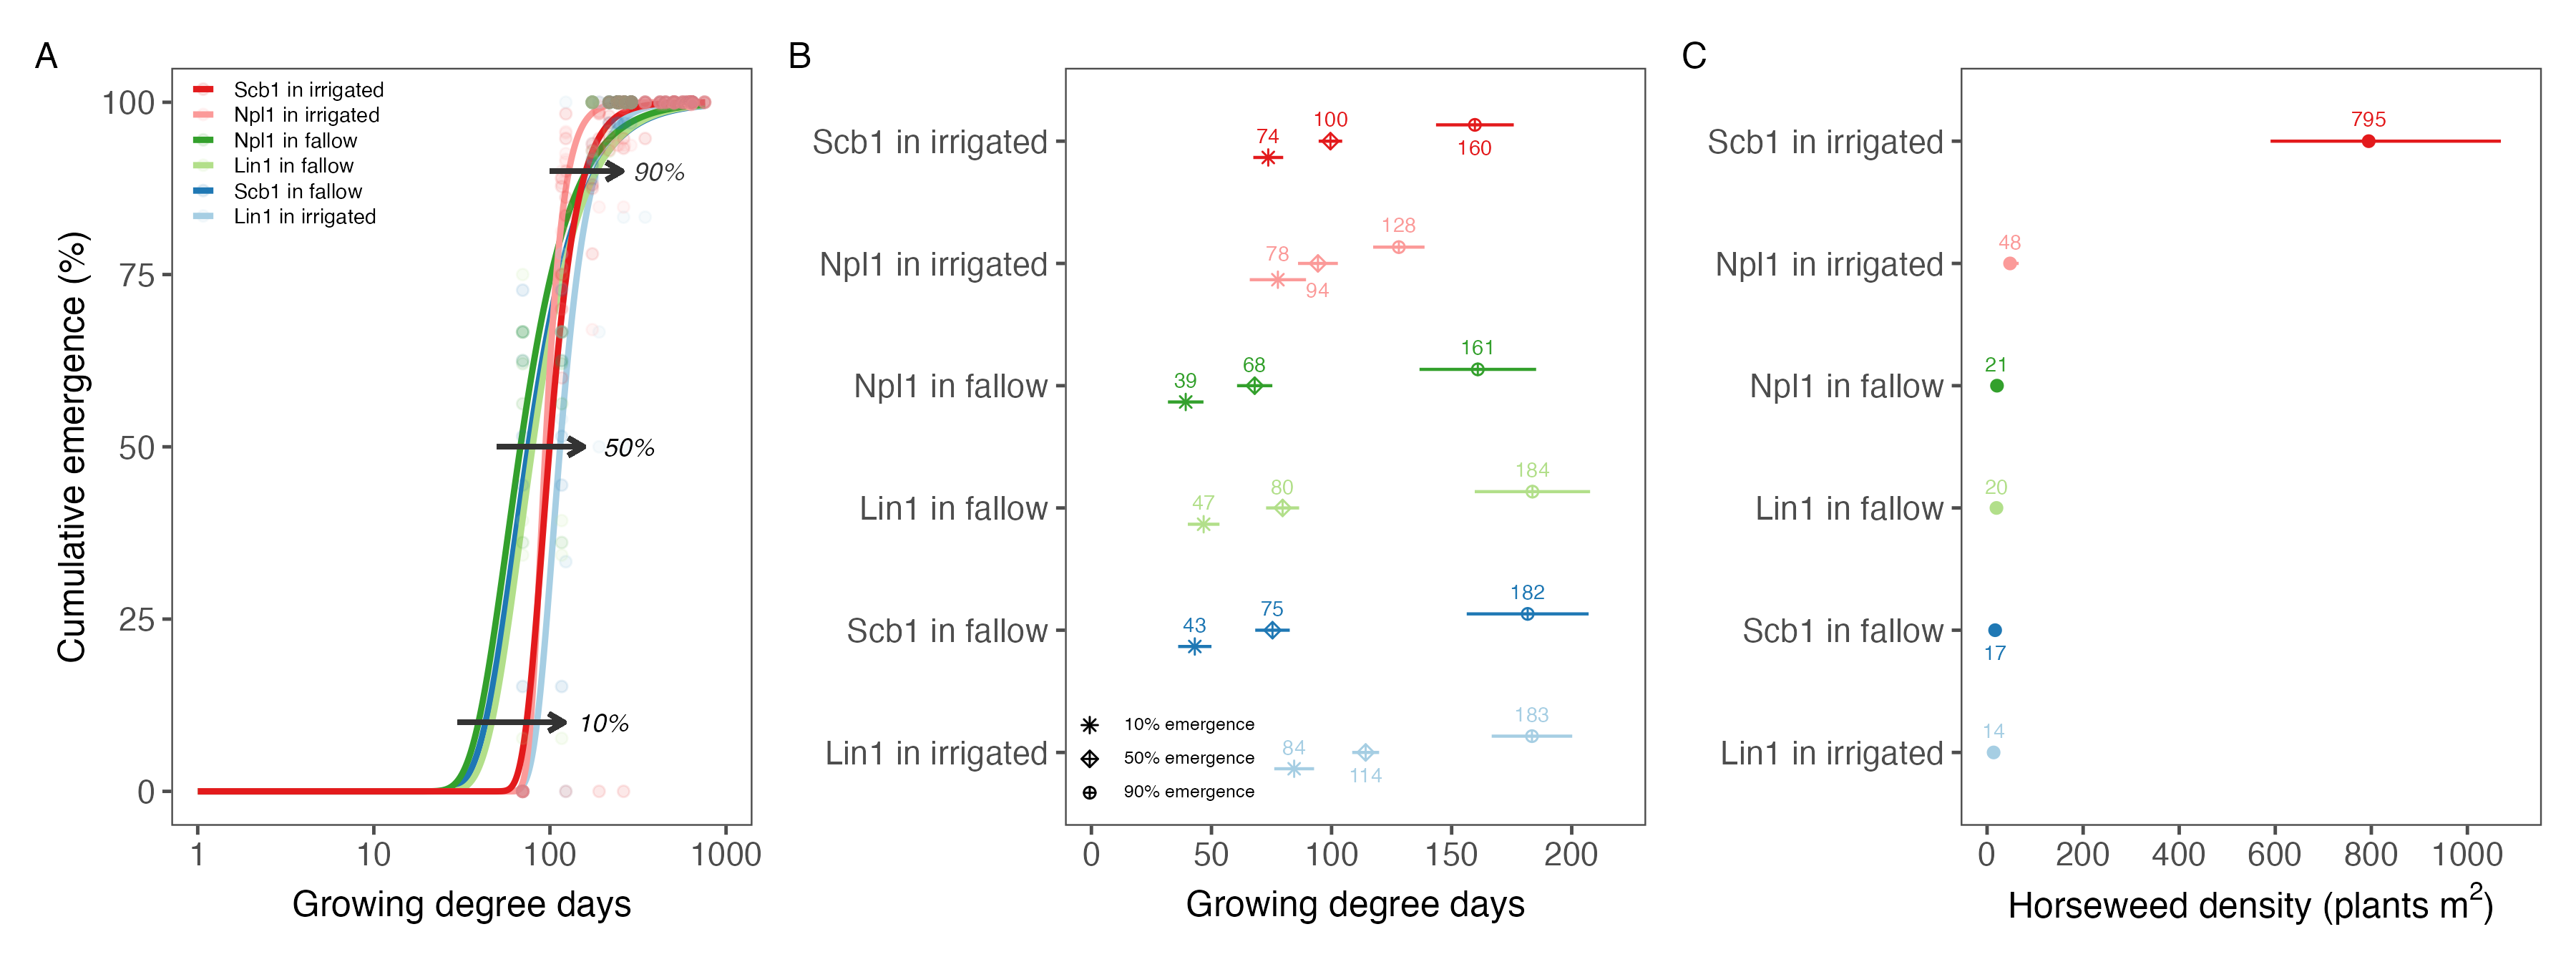 A
Scb1 in irrigated
Npl1 in irrigated
Npl1 in fallow
Lin1 in fallow
Scb1 in fallow
Lin1 in irrigated
100
75
50
25
0
Cumulative emergence (%)
90%
50%
10%
1 10 100 1000
Growing degree days
B
Scb1 in irrigated
Npl1 in irrigated
Npl1 in fallow
Lin1 in fallow
Scb1 in fallow
Lin1 in irrigated
74 100 160
78 94 128
39 68 161
47 80 184
43 75 182
84 114 183
10% emergence
50% emergence
90% emergence
0 50 100 150 200
Growing degree days
C
Scb1 in irrigated
Npl1 in irrigated
Npl1 in fallow
Lin1 in fallow
Scb1 in fallow
Lin1 in irrigated
795
48
21
20
17
14
0 200 400 600 800 1000
Horseweed density (plants m²)